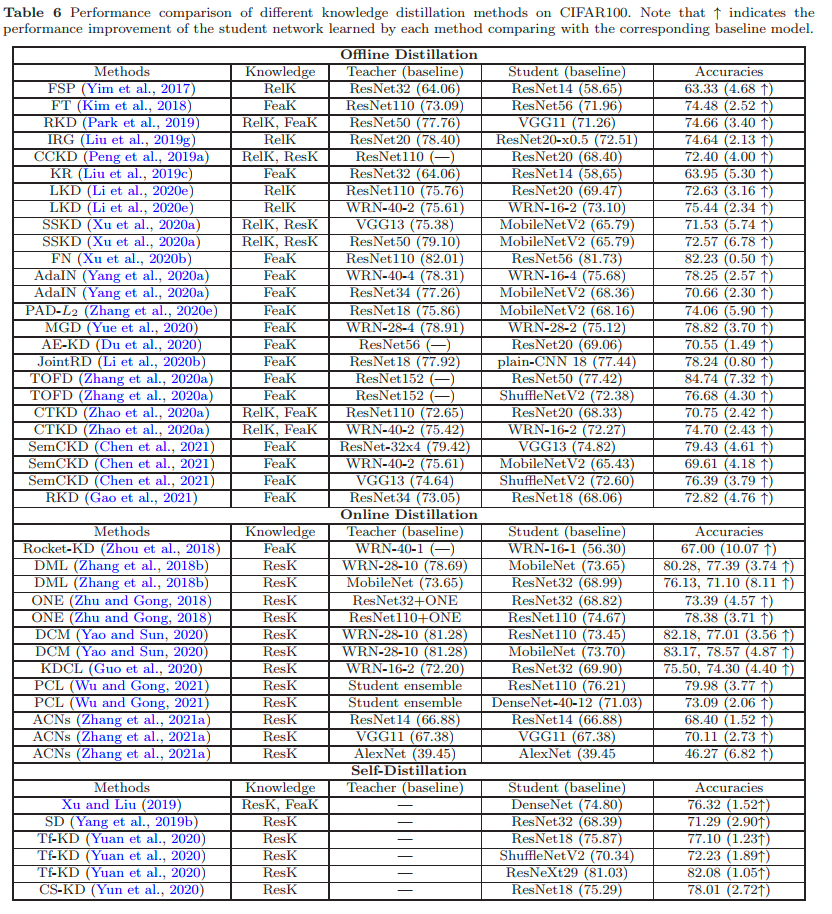 Table 6 Performance comparison of different knowledge distillation methods on CIFAR100. Note that ↑ indicates the
performance improvement of the student network learned by each method comparing with the corresponding baseline model.
Offline Distillation
Methods Knowledge Teacher (baseline) Student (baseline) Accuracies
FSP (Yim et al., 2017) RelK ResNet32 (64.06) ResNet14 (58.65) 63.33 (4.68 ↑)
FT (Kim et al., 2018) FeaK ResNet110 (73.09) ResNet56 (71.96) 74.48 (2.52 ↑)
RKD (Park et al., 2019) RelK, FeaK ResNet50 (77.76) VGG11 (71.26) 74.66 (3.40 ↑)
IRG (Liu et al., 2019g) RelK ResNet20 (78.40) ResNet20-x0.5 (72.51) 74.64 (2.13 ↑)
CCKD (Peng et al., 2019a) RelK, ResK ResNet110 (—) ResNet20 (68.40) 72.40 (4.00 ↑)
KR (Liu et al., 2019c) FeaK ResNet32 (64.06) ResNet14 (58,65) 63.95 (5.30 ↑)
LKD (Li et al., 2020e) RelK ResNet110 (75.76) ResNet20 (69.47) 72.63 (3.16 ↑)
LKD (Li et al., 2020e) RelK WRN-40-2 (75.61) WRN-16-2 (73.10) 75.44 (2.34 ↑)
SSKD (Xu et al., 2020a) RelK, ResK VGG13 (75.38) MobileNetV2 (65.79) 71.53 (5.74 ↑)
SSKD (Xu et al., 2020a) RelK, ResK ResNet50 (79.10) MobileNetV2 (65.79) 72.57 (6.78 ↑)
FN (Xu et al., 2020b) FeaK ResNet110 (82.01) ResNet56 (81.73) 82.23 (0.50 ↑)
AdaIN (Yang et al., 2020a) FeaK WRN-40-4 (78.31) WRN-16-4 (75.68) 78.25 (2.57 ↑)
AdaIN (Yang et al., 2020a) FeaK ResNet34 (77.26) MobileNetV2 (68.36) 70.66 (2.30 ↑)
PAD-L2 (Zhang et al., 2020e) FeaK ResNet18 (75.86) MobileNetV2 (68.16) 74.06 (5.90 ↑)
MGD (Yue et al., 2020) FeaK WRN-28-4 (78.91) WRN-28-2 (75.12) 78.82 (3.70 ↑)
AE-KD (Du et al., 2020) FeaK ResNet56 (—) ResNet20 (69.06) 70.55 (1.49 ↑)
JointRD (Li et al., 2020b) FeaK ResNet18 (77.92) plain-CNN 18 (77.44) 78.24 (0.80 ↑)
TOFD (Zhang et al., 2020a) FeaK ResNet152 (—) ResNet50 (77.42) 84.74 (7.32 ↑)
TOFD (Zhang et al., 2020a) FeaK ResNet152 (—) ShuffleNetV2 (72.38) 76.68 (4.30 ↑)
CTKD (Zhao et al., 2020a) RelK, FeaK ResNet110 (72.65) ResNet20 (68.33) 70.75 (2.42 ↑)
CTKD (Zhao et al., 2020a) RelK, FeaK WRN-40-2 (75.42) WRN-16-2 (72.27) 74.70 (2.43 ↑)
SemCKD (Chen et al., 2021) FeaK ResNet-32x4 (79.42) VGG13 (74.82) 79.43 (4.61 ↑)
SemCKD (Chen et al., 2021) FeaK WRN-40-2 (75.61) MobileNetV2 (65.43) 69.61 (4.18 ↑)
SemCKD (Chen et al., 2021) FeaK VGG13 (74.64) ShuffleNetV2 (72.60) 76.39 (3.79 ↑)
RKD (Gao et al., 2021) FeaK ResNet34 (73.05) ResNet18 (68.06) 72.82 (4.76 ↑)
Online Distillation
Methods Knowledge Teacher (baseline) Student (baseline) Accuracies
Rocket-KD (Zhou et al., 2018) FeaK WRN-40-1 (—) WRN-16-1 (56.30) 67.00 (10.07 ↑)
DML (Zhang et al., 2018b) ResK WRN-28-10 (78.69) MobileNet (73.65) 80.28, 77.39 (3.74 ↑)
DML (Zhang et al., 2018b) ResK MobileNet (73.65) ResNet32 (68.99) 76.13, 71.10 (8.11 ↑)
ONE (Zhu and Gong, 2018) ResK ResNet32+ONE ResNet32 (68.82) 73.39 (4.57 ↑)
ONE (Zhu and Gong, 2018) ResK ResNet110+ONE ResNet110 (74.67) 78.38 (3.71 ↑)
DCM (Yao and Sun, 2020) ResK WRN-28-10 (81.28) ResNet110 (73.45) 82.18, 77.01 (3.56 ↑)
DCM (Yao and Sun, 2020) ResK WRN-28-10 (81.28) MobileNet (73.70) 83.17, 78.57 (4.87 ↑)
KDCL (Guo et al., 2020) ResK WRN-16-2 (72.20) ResNet32 (69.90) 75.50, 74.30 (4.40 ↑)
PCL (Wu and Gong, 2021) ResK Student ensemble ResNet110 (76.21) 79.98 (3.77 ↑)
PCL (Wu and Gong, 2021) ResK Student ensemble DenseNet-40-12 (71.03) 73.09 (2.06 ↑)
ACNs (Zhang et al., 2021a) ResK ResNet14 (66.88) ResNet14 (66.88) 68.40 (1.52 ↑)
ACNs (Zhang et al., 2021a) ResK VGG11 (67.38) VGG11 (67.38) 70.11 (2.73 ↑)
ACNs (Zhang et al., 2021a) ResK AlexNet (39.45) AlexNet (39.45 46.27 (6.82 ↑)
Self-Distillation
Methods Knowledge Teacher (baseline) Student (baseline) Accuracies
Xu and Liu (2019) ResK, FeaK — DenseNet (74.80) 76.32 (1.52↑)
SD (Yang et al., 2019b) ResK — ResNet32 (68.39) 71.29 (2.90↑)
Tf-KD (Yuan et al., 2020) ResK — ResNet18 (75.87) 77.10 (1.23↑)
Tf-KD (Yuan et al., 2020) ResK — ShuffleNetV2 (70.34) 72.23 (1.89↑)
Tf-KD (Yuan et al., 2020) ResK — ResNeXt29 (81.03) 82.08 (1.05↑)
CS-KD (Yun et al., 2020) ResK — ResNet18 (75.29) 78.01 (2.72↑)